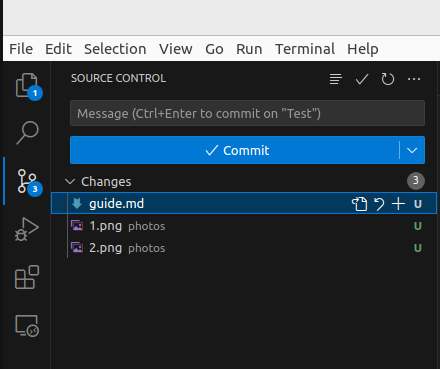 File Edit Selection View Go Run Terminal Help
1
SOURCE CONTROL
Message (Ctrl+Enter to commit on "Test")
Commit
3
Changes 3
guide.md U
1.png photos U
2.png photos U